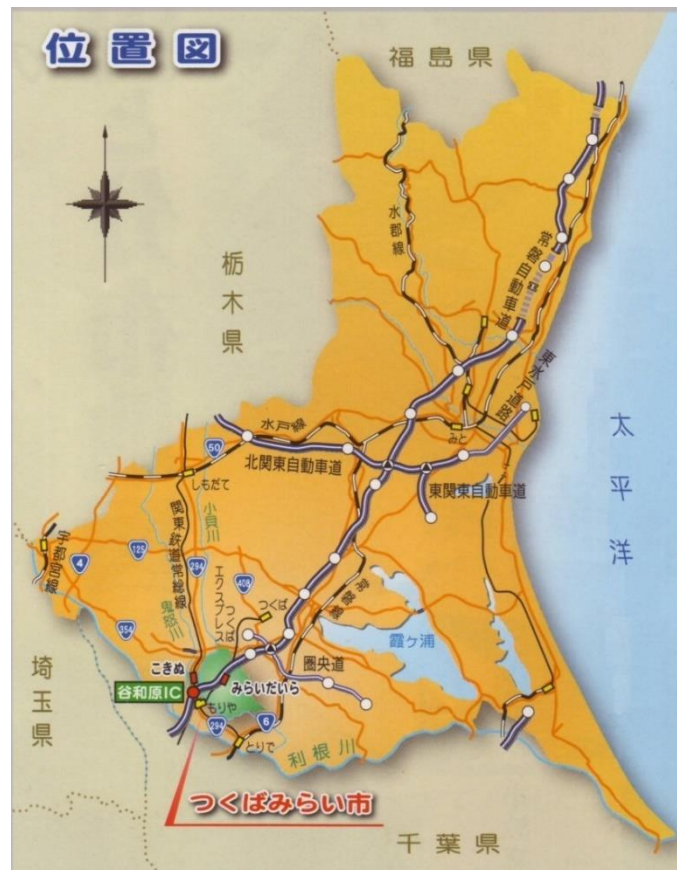 位置図
福島県
栃木県
水郡線
常磐自動車道
東水戸道路
太平洋
水戸線
みと
50
北関東自動車道
東関東自動車道
しもだて
関東鉄道常総線
小貝川
宇都宮線
4
125
294
408
つくば
エクスプレス
つくば
常磐線
鬼怒川
354
霞ヶ浦
圏央道
こきぬ
みらいだいら
谷和原IC
もりや
294
6
とりで
利根川
埼玉県
つくばみらい市
千葉県